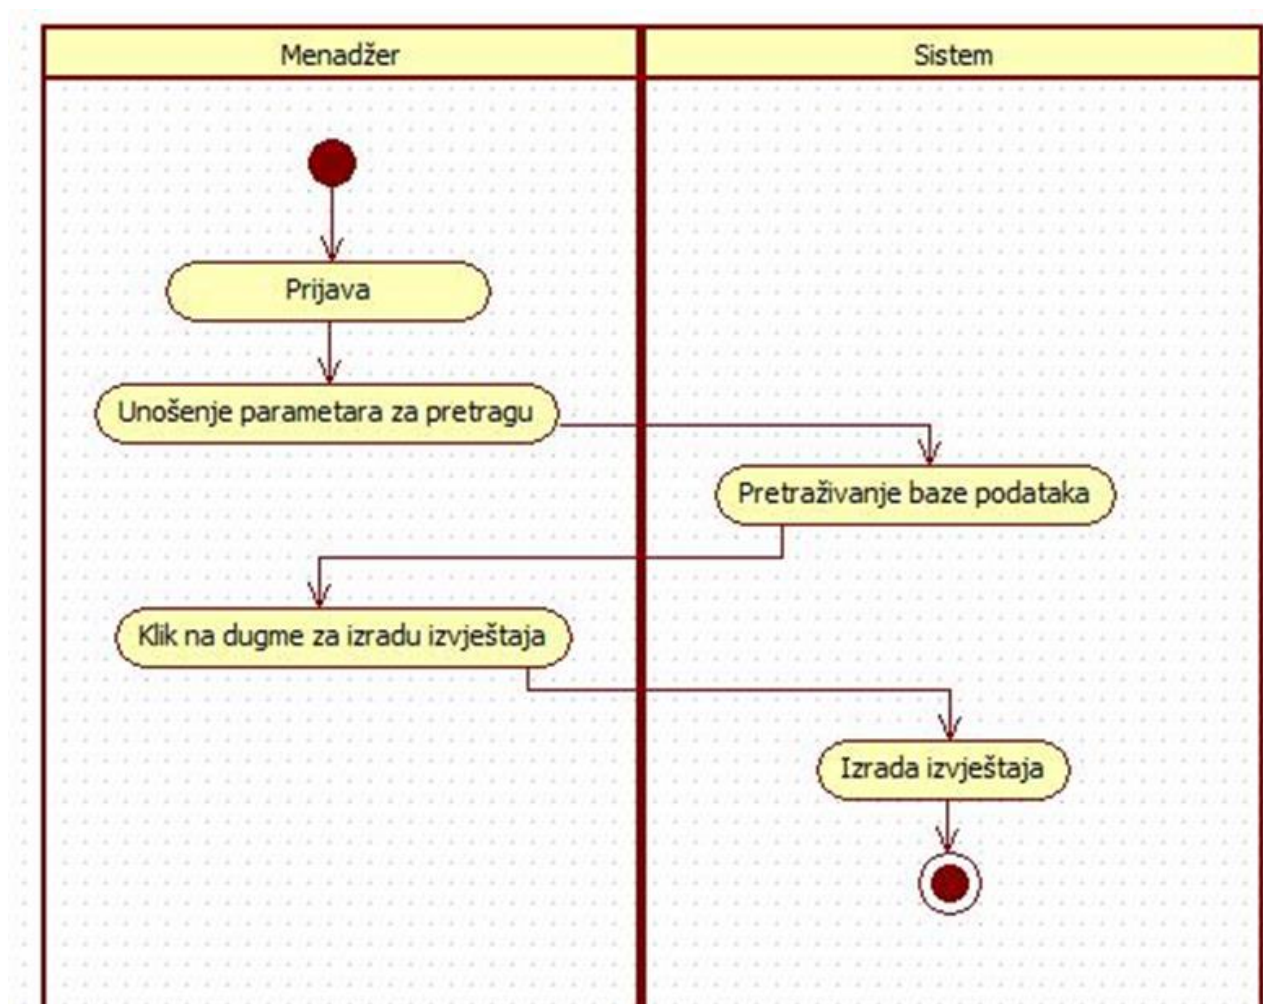 Menadžer
Sistem
Prijava
Unošenje parametara za pretragu
Pretraživanje baze podataka
Klik na dugme za izradu izvještaja
Izrada izvještaja